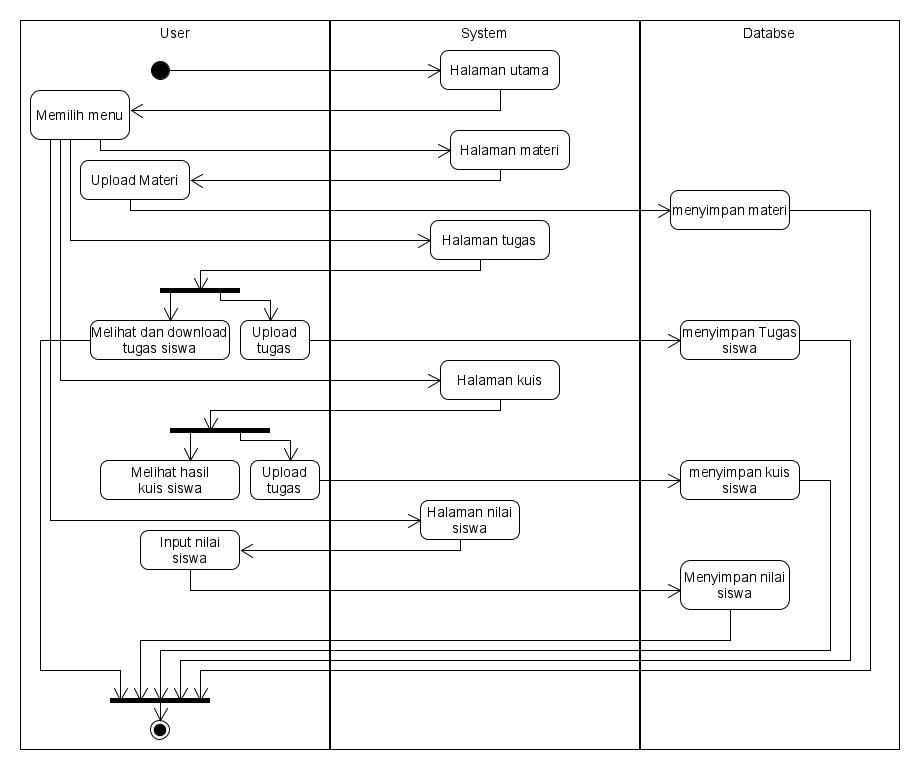 User
System
Databse
Halaman utama
Memilih menu
Halaman materi
Upload Materi
menyimpan materi
Halaman tugas
Melihat dan download
tugas siswa
Upload
tugas
menyimpan Tugas
siswa
Halaman kuis
Melihat hasil
kuis siswa
Upload
tugas
menyimpan kuis
siswa
Halaman nilai
siswa
Input nilai
siswa
Menyimpan nilai
siswa